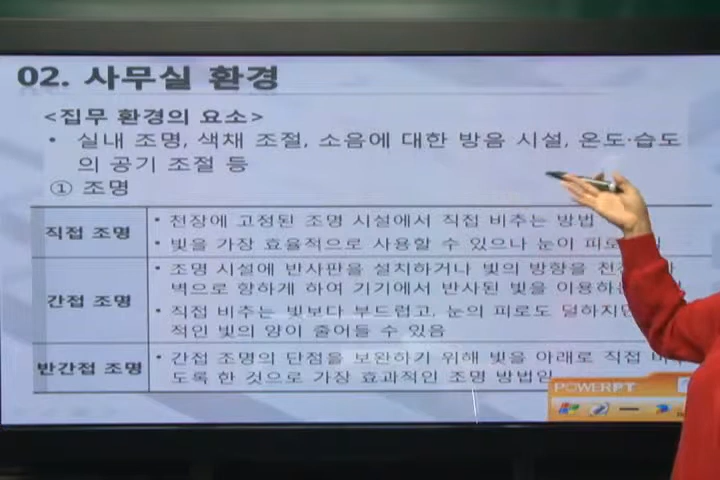 02. 사무실 환경
<집무 환경의 요소>
• 실내 조명, 색채 조절, 소음에 대한 방음 시설, 온도·습도
의 공기 조절 등
① 조명
직접 조명
• 천장에 고정된 조명 시설에서 직접 비추는 방법
• 빛을 가장 효율적으로 사용할 수 있으나 눈이
간접 조명
• 조명 시설에 반사판을 설치하거나 빛의 방향을
벽으로 향하게 하여 기기에서 반사된 빛을
• 직접 비추는 빛보다 부드럽고, 눈의 피로도
적인 빛의 양이 줄어들 수 있음
반간접 조명
• 간접 조명의 단점을 보완하기 위해 빛을 아래로 직접
도록 한 것으로 가장 효과적인 조명 방법임
POWERPT